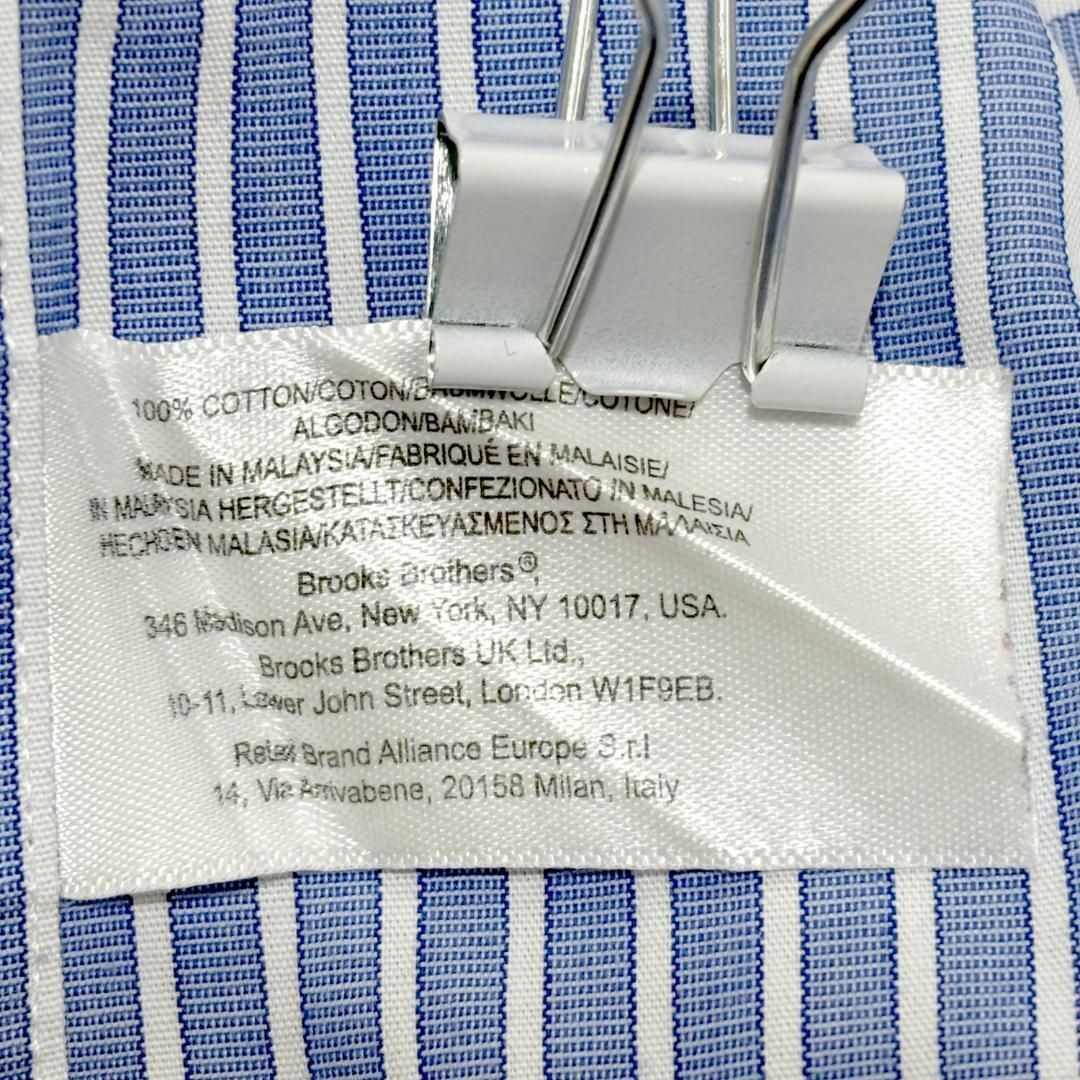 100% COTTON/COTON/BAUMWOLLE/COTONE/
ALGODON/BAMBAKI
MADE IN MALAYSIA/FABRIQUÉ EN MALAISIE/
IN MALAYSIA HERGESTELLT/CONFEZIONATO IN MALESIA/
HECHO EN MALASIA/ΚΑΤΑΣΚΕΥΑΣΜΕΝΟΣ ΣΤΗ ΜΑΛΑΙΣΙΑ
Brooks Brothers®,
346 Madison Ave, New York, NY 10017, USA.
Brooks Brothers UK Ltd.,
10-11, Lower John Street, London W1F9EB.
Retail Brand Alliance Europe S.r.l
14, Via Arrivabene, 20158 Milan, Italy